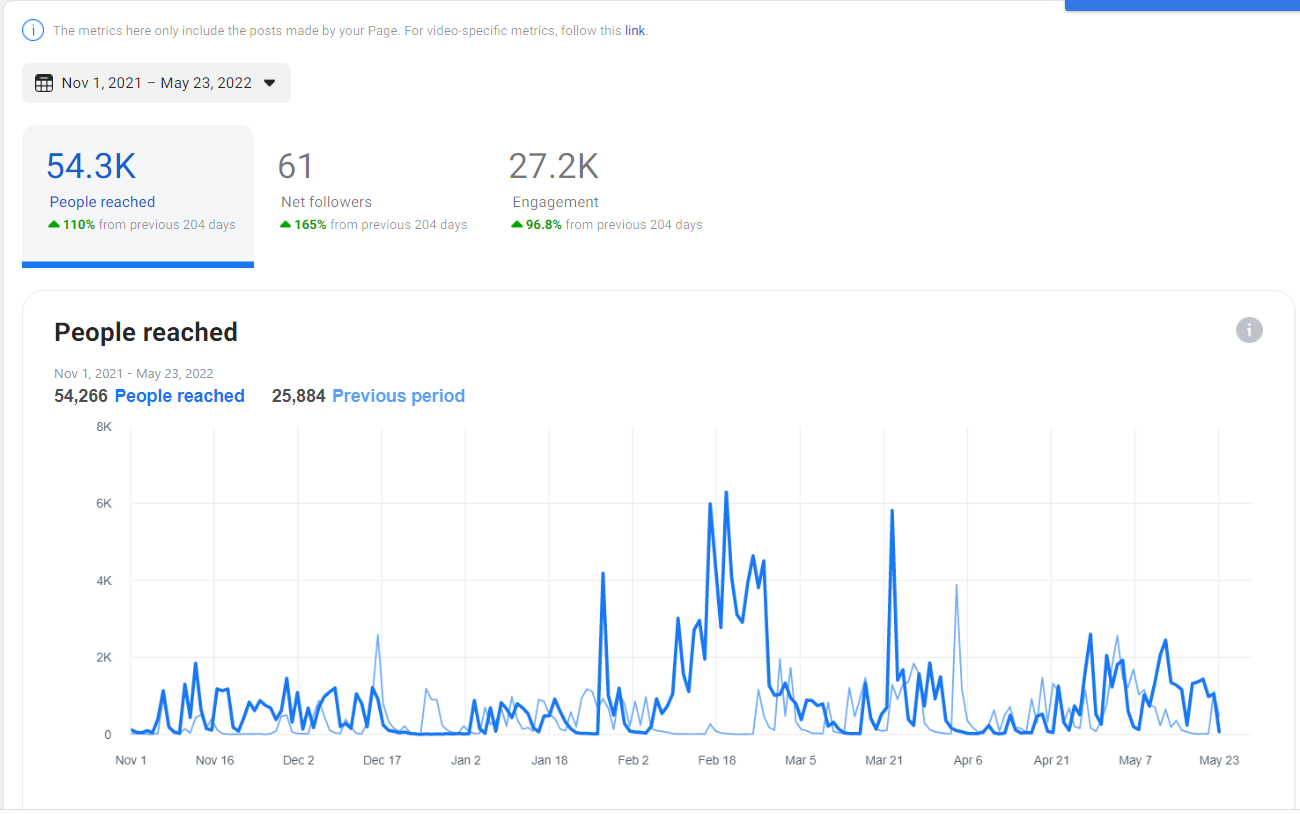 The metrics here only include the posts made by your Page. For video-specific metrics, follow this link.
Nov 1, 2021 – May 23, 2022
54.3K
People reached
110% from previous 204 days
61
Net followers
165% from previous 204 days
27.2K
Engagement
96.8% from previous 204 days
People reached
Nov 1, 2021 - May 23, 2022
54,266 People reached 25,884 Previous period
8K
6K
4K
2K
0
Nov 1 Nov 16 Dec 2 Dec 17 Jan 2 Jan 18 Feb 2 Feb 18 Mar 5 Mar 21 Apr 6 Apr 21 May 7 May 23